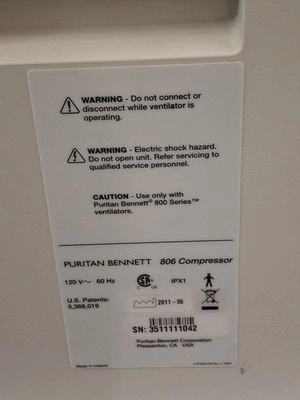 WARNING - Do not connect or
disconnect while ventilator is
operating.
WARNING - Electric shock hazard.
Do not open unit. Refer servicing to
qualified service personnel.
CAUTION - Use only with
Puritan Bennett® 800 Series™
ventilators.
PURITAN BENNETT 806 Compressor
120 V～ 60 Hz
IPX1
U.S. Patents:
5,368,019
2011-06
SN: 3511111042
Puritan-Bennett Corporation
Pleasanton, CA USA